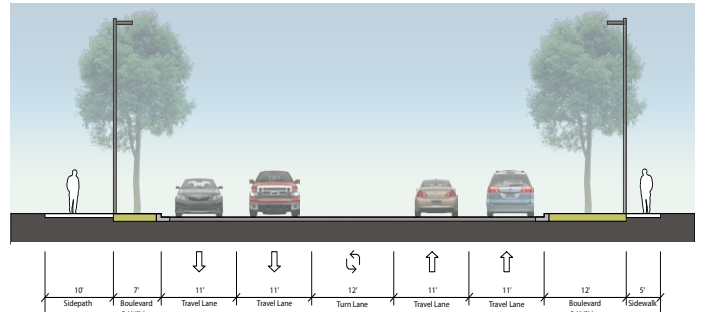 10' 7' 11' 11' 12' 11' 11' 12' 5'
Sidepath Boulevard Travel Lane Travel Lane Turn Lane Travel Lane Travel Lane Boulevard Sidewalk